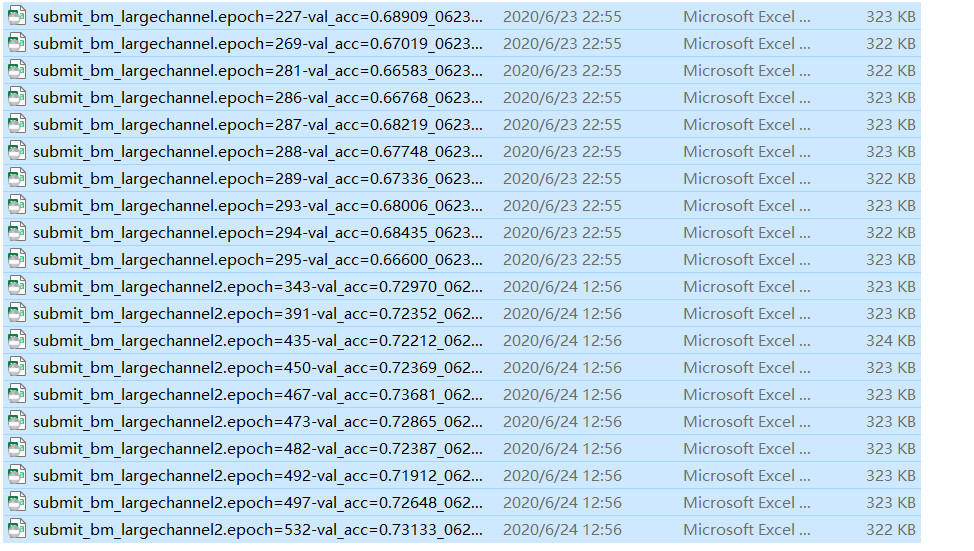 submit_bm_largechannel.epoch=227-val_acc=0.68909_0623... 2020/6/23 22:55 Microsoft Excel ... 323 KB
submit_bm_largechannel.epoch=269-val_acc=0.67019_0623... 2020/6/23 22:55 Microsoft Excel ... 322 KB
submit_bm_largechannel.epoch=281-val_acc=0.66583_0623... 2020/6/23 22:55 Microsoft Excel ... 322 KB
submit_bm_largechannel.epoch=286-val_acc=0.66768_0623... 2020/6/23 22:55 Microsoft Excel ... 323 KB
submit_bm_largechannel.epoch=287-val_acc=0.68219_0623... 2020/6/23 22:55 Microsoft Excel ... 323 KB
submit_bm_largechannel.epoch=288-val_acc=0.67748_0623... 2020/6/23 22:55 Microsoft Excel ... 323 KB
submit_bm_largechannel.epoch=289-val_acc=0.67336_0623... 2020/6/23 22:55 Microsoft Excel ... 322 KB
submit_bm_largechannel.epoch=293-val_acc=0.68006_0623... 2020/6/23 22:55 Microsoft Excel ... 323 KB
submit_bm_largechannel.epoch=294-val_acc=0.68435_0623... 2020/6/23 22:55 Microsoft Excel ... 322 KB
submit_bm_largechannel.epoch=295-val_acc=0.66600_0623... 2020/6/23 22:55 Microsoft Excel ... 323 KB
submit_bm_largechannel2.epoch=343-val_acc=0.72970_062... 2020/6/24 12:56 Microsoft Excel ... 323 KB
submit_bm_largechannel2.epoch=391-val_acc=0.72352_062... 2020/6/24 12:56 Microsoft Excel ... 323 KB
submit_bm_largechannel2.epoch=435-val_acc=0.72212_062... 2020/6/24 12:56 Microsoft Excel ... 324 KB
submit_bm_largechannel2.epoch=450-val_acc=0.72369_062... 2020/6/24 12:56 Microsoft Excel ... 323 KB
submit_bm_largechannel2.epoch=467-val_acc=0.73681_062... 2020/6/24 12:56 Microsoft Excel ... 323 KB
submit_bm_largechannel2.epoch=473-val_acc=0.72865_062... 2020/6/24 12:56 Microsoft Excel ... 323 KB
submit_bm_largechannel2.epoch=482-val_acc=0.72387_062... 2020/6/24 12:56 Microsoft Excel ... 323 KB
submit_bm_largechannel2.epoch=492-val_acc=0.71912_062... 2020/6/24 12:56 Microsoft Excel ... 323 KB
submit_bm_largechannel2.epoch=497-val_acc=0.72648_062... 2020/6/24 12:56 Microsoft Excel ... 323 KB
submit_bm_largechannel2.epoch=532-val_acc=0.73133_062... 2020/6/24 12:56 Microsoft Excel ... 322 KB